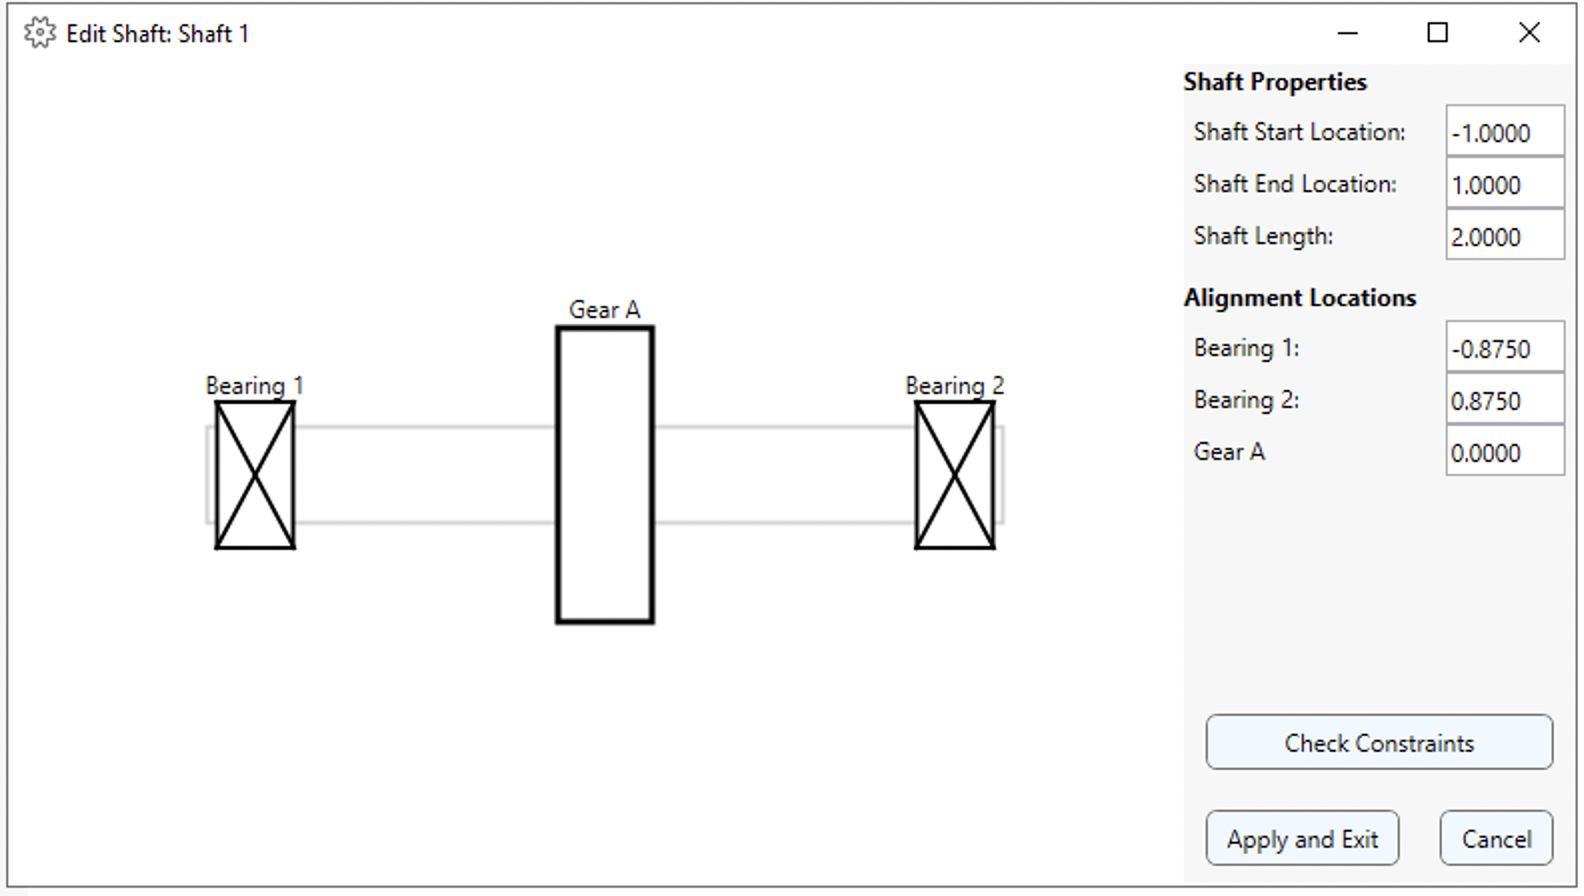 Edit Shaft: Shaft 1
Gear A
Bearing 1
Bearing 2
Shaft Properties
Shaft Start Location: -1.0000
Shaft End Location: 1.0000
Shaft Length: 2.0000
Alignment Locations
Bearing 1: -0.8750
Bearing 2: 0.8750
Gear A 0.0000
Check Constraints
Apply and Exit
Cancel